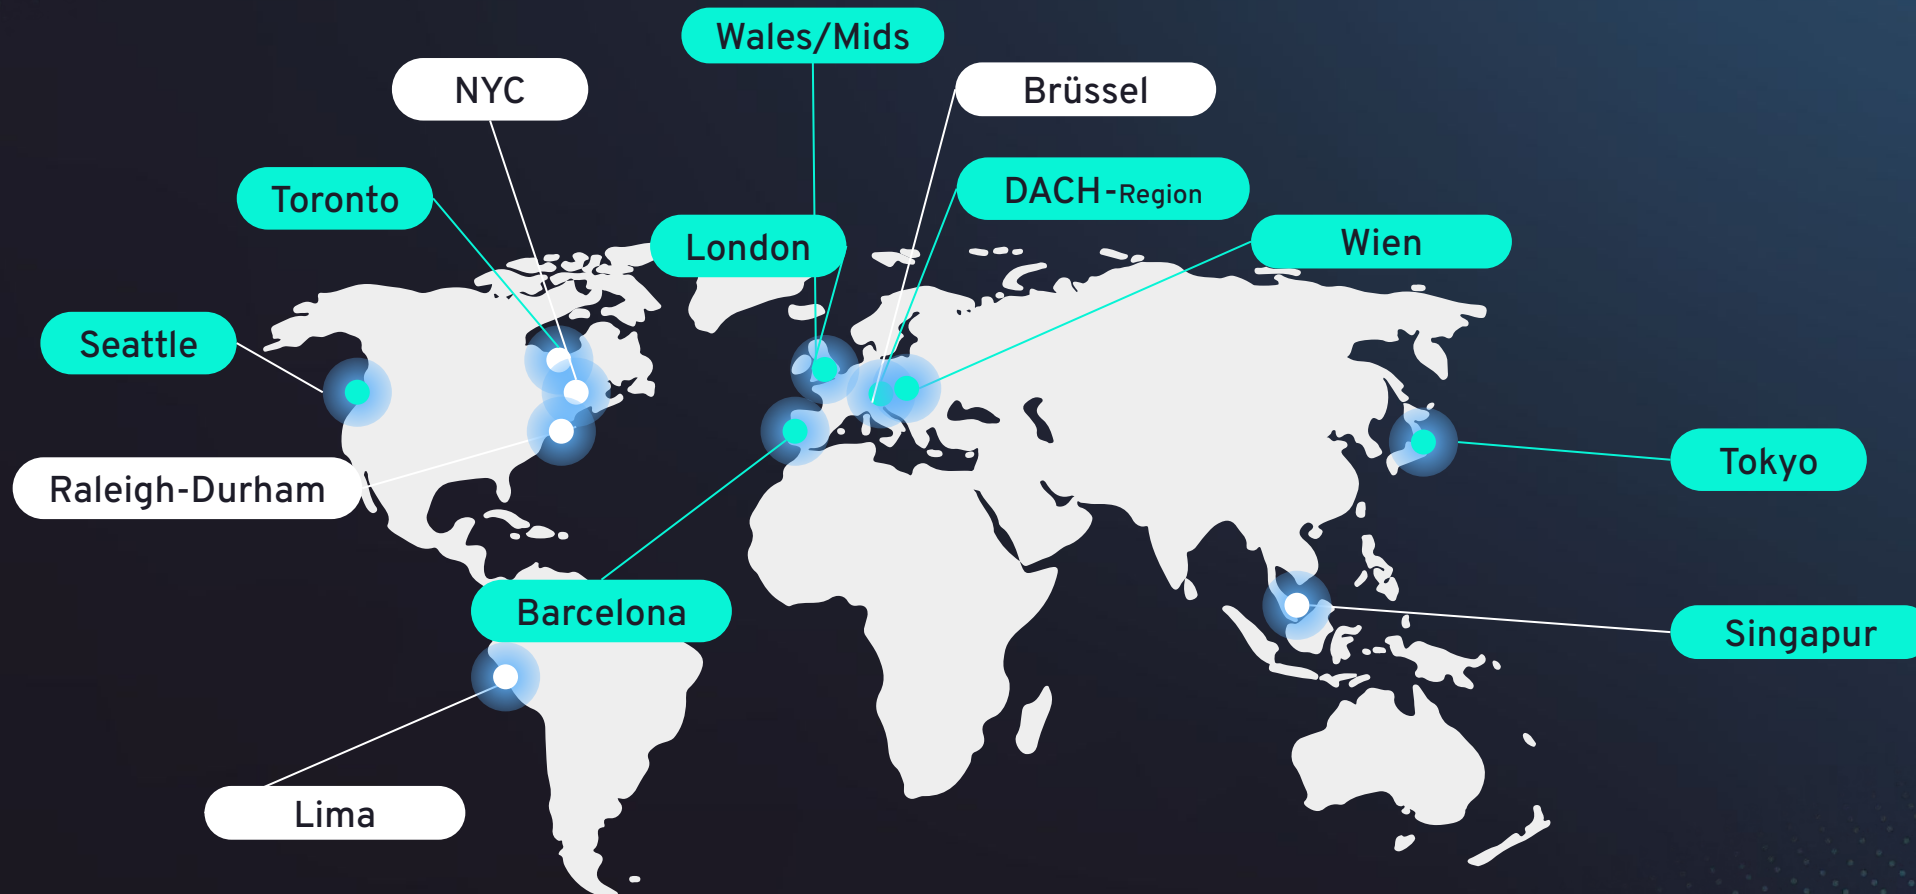 Wales/Mids
NYC
Brüssel
Toronto
DACH-Region
London
Wien
Seattle
Tokyo
Raleigh-Durham
Barcelona
Singapur
Lima